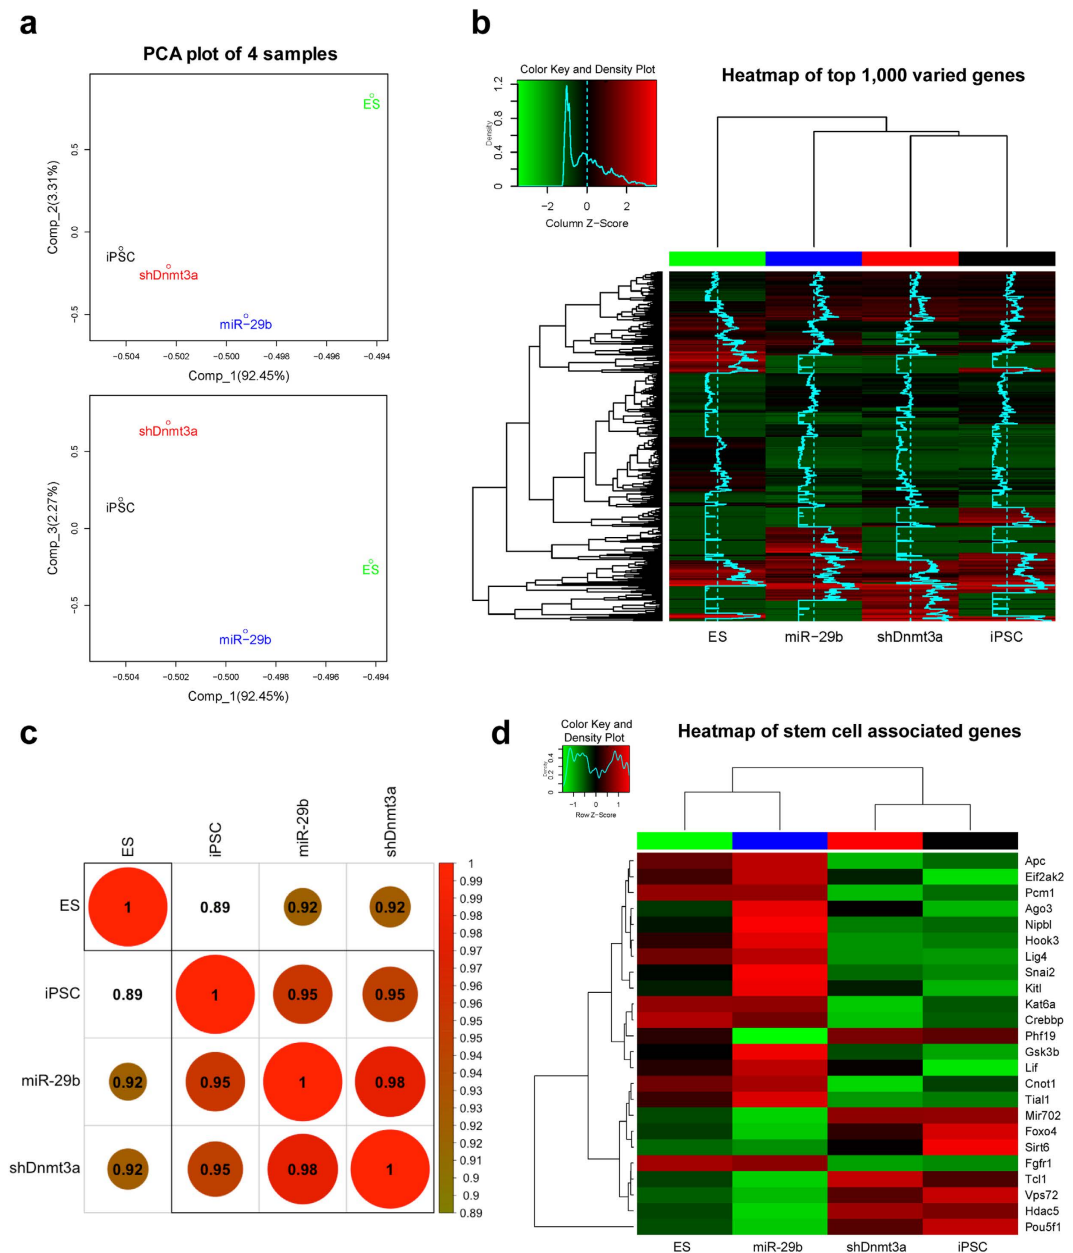 a
PCA plot of 4 samples
ES
iPSC
shDnmt3a
miR−29b
Comp_2(3.31%)
0.5
0.0
−0.5
−0.504 −0.502 −0.500 −0.498 −0.496 −0.494
Comp_1(92.45%)
shDnmt3a
iPSC
ES
miR−29b
Comp_3(2.27%)
0.5
0.0
−0.5
−0.504 −0.502 −0.500 −0.498 −0.496 −0.494
Comp_1(92.45%)
b
Color Key and Density Plot
Density
1.2
0.8
0.4
0
−2 0 2
Column Z-Score
Heatmap of top 1,000 varied genes
ES miR−29b shDnmt3a iPSC
c
ES iPSC miR-29b shDnmt3a
ES 1 0.89 0.92 0.92
iPSC 0.89 1 0.95 0.95
miR-29b 0.92 0.95 1 0.98
shDnmt3a 0.92 0.95 0.98 1
1
0.99
0.99
0.98
0.98
0.97
0.97
0.96
0.96
0.95
0.95
0.94
0.94
0.93
0.93
0.92
0.92
0.91
0.91
0.9
0.9
0.89
d
Color Key and
Density Plot
Density
0.4
0.2
0
−1 0 1
Row Z-Score
Heatmap of stem cell associated genes
Apc
Eif2ak2
Pcm1
Ago3
Nipbl
Hook3
Lig4
Snai2
Kitl
Kat6a
Crebbp
Phf19
Gsk3b
Lif
Cnot1
Tial1
Mir702
Foxo4
Sirt6
Fgfr1
Tcl1
Vps72
Hdac5
Pou5f1
ES miR-29b shDnmt3a iPSC